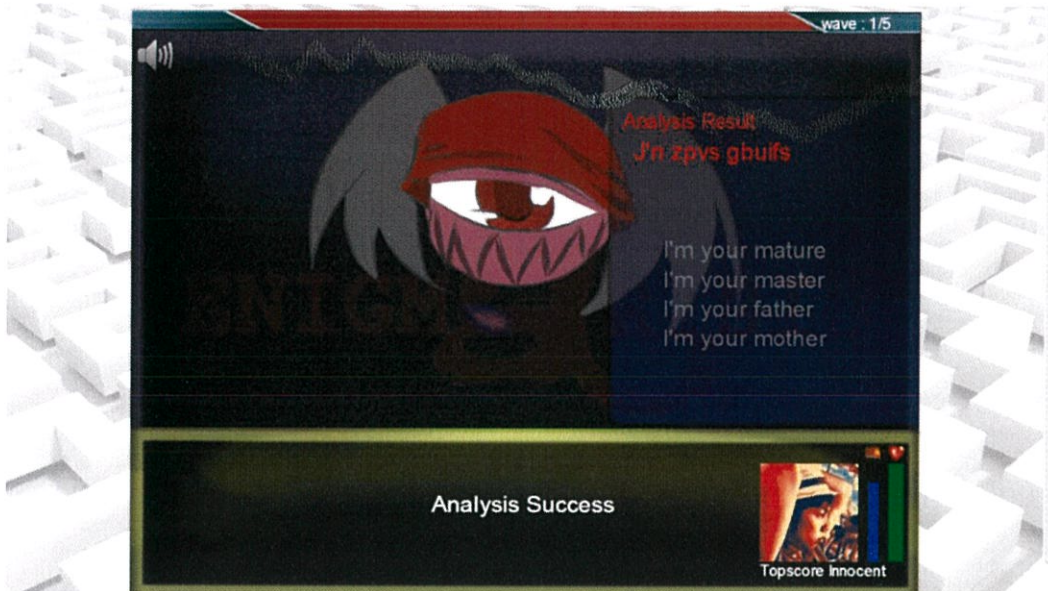 wave : 1/5
Analysis Result
J'n zpvs gbuifs
I'm your mature
I'm your master
I'm your father
I'm your mother
Analysis Success
Topscore Innocent